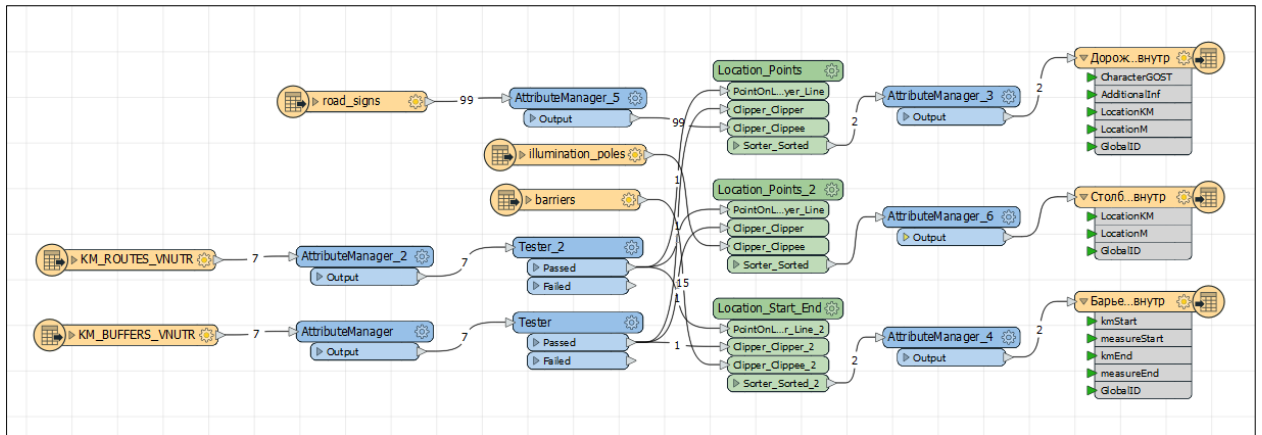 road_signs
99
AttributeManager_5
Output
99
illumination_poles
barriers
KM_ROUTES_VNUTR
7
AttributeManager_2
Output
7
Tester_2
Passed
Failed
KM_BUFFERS_VNUTR
7
AttributeManager
Output
7
Tester
Passed
Failed
1
1
15
1
1
Location_Points
PointOnL...yer_Line
Clipper_Clipper
Clipper_Clippee
Sorter_Sorted
2
AttributeManager_3
Output
2
Дорож...внутр
CharacterGOST
AdditionalInf
LocationKM
LocationM
GlobalID
Location_Points_2
PointOnL...yer_Line
Clipper_Clipper
Clipper_Clippee
Sorter_Sorted
AttributeManager_6
Output
Столб...внутр
LocationKM
LocationM
GlobalID
Location_Start_End
PointOnL...r_Line_2
Clipper_Clipper_2
Clipper_Clippee_2
Sorter_Sorted_2
2
AttributeManager_4
Output
2
Барье...внутр
kmStart
measureStart
kmEnd
measureEnd
GlobalID